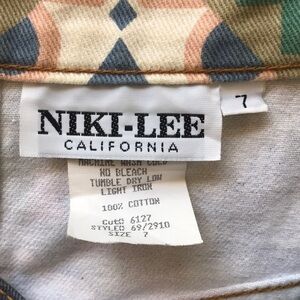 NIKI-LEE
CALIFORNIA
7
MACHINE WASH COLD
NO BLEACH
TUMBLE DRY LOW
LIGHT IRON
100% COTTON
Cut# 6127
STYLE# 69/2910
SIZE 7